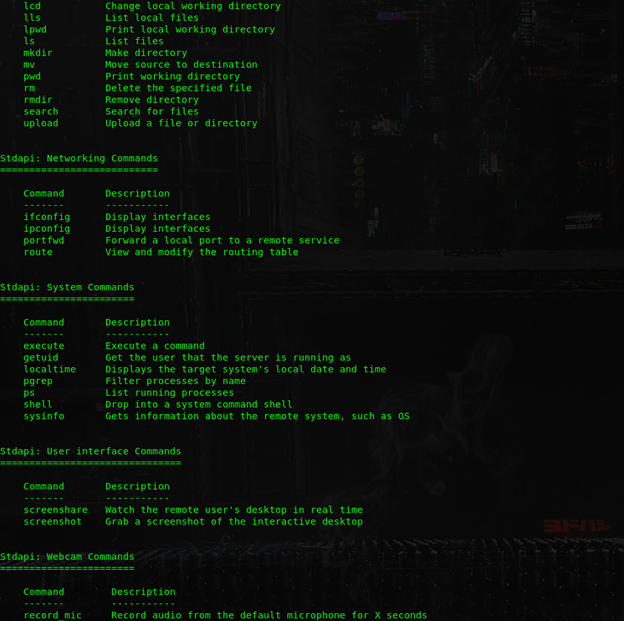 lcd           Change local working directory
lls           List local files
lpwd          Print local working directory
ls            List files
mkdir         Make directory
mv            Move source to destination
pwd           Print working directory
rm            Delete the specified file
rmdir         Remove directory
search        Search for files
upload        Upload a file or directory
Stdapi: Networking Commands
===========================
Command       Description
-------       -----------
ifconfig      Display interfaces
ipconfig      Display interfaces
portfwd       Forward a local port to a remote service
route         View and modify the routing table
Stdapi: System Commands
=======================
Command       Description
-------       -----------
execute       Execute a command
getuid        Get the user that the server is running as
localtime     Displays the target system's local date and time
pgrep         Filter processes by name
ps            List running processes
shell         Drop into a system command shell
sysinfo       Gets information about the remote system, such as OS
Stdapi: User interface Commands
===============================
Command       Description
-------       -----------
screenshare   Watch the remote user's desktop in real time
screenshot    Grab a screenshot of the interactive desktop
ヨドバシ
Stdapi: Webcam Commands
=======================
Command        Description
-------        -----------
record_mic     Record audio from the default microphone for X seconds